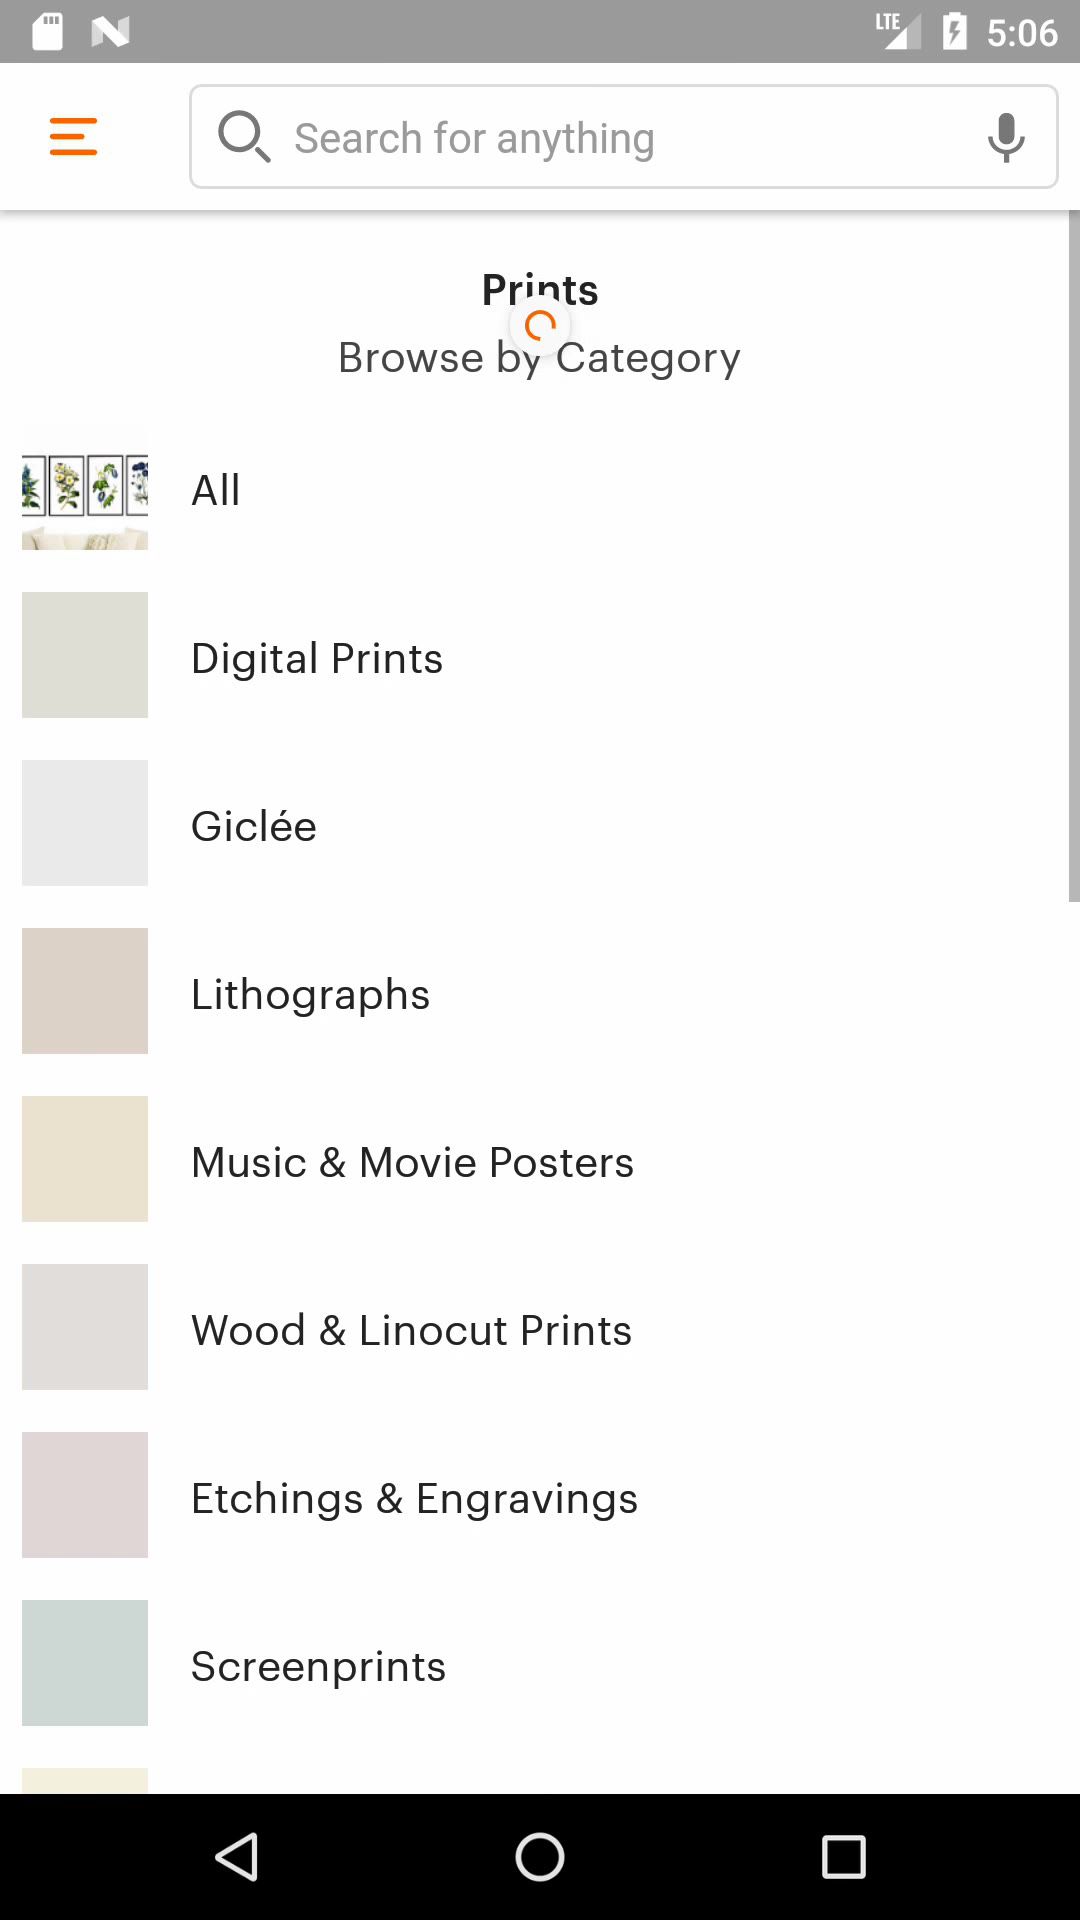 LTE 5:06
Search for anything
Prints
Browse by Category
All
Digital Prints
Giclée
Lithographs
Music & Movie Posters
Wood & Linocut Prints
Etchings & Engravings
Screenprints